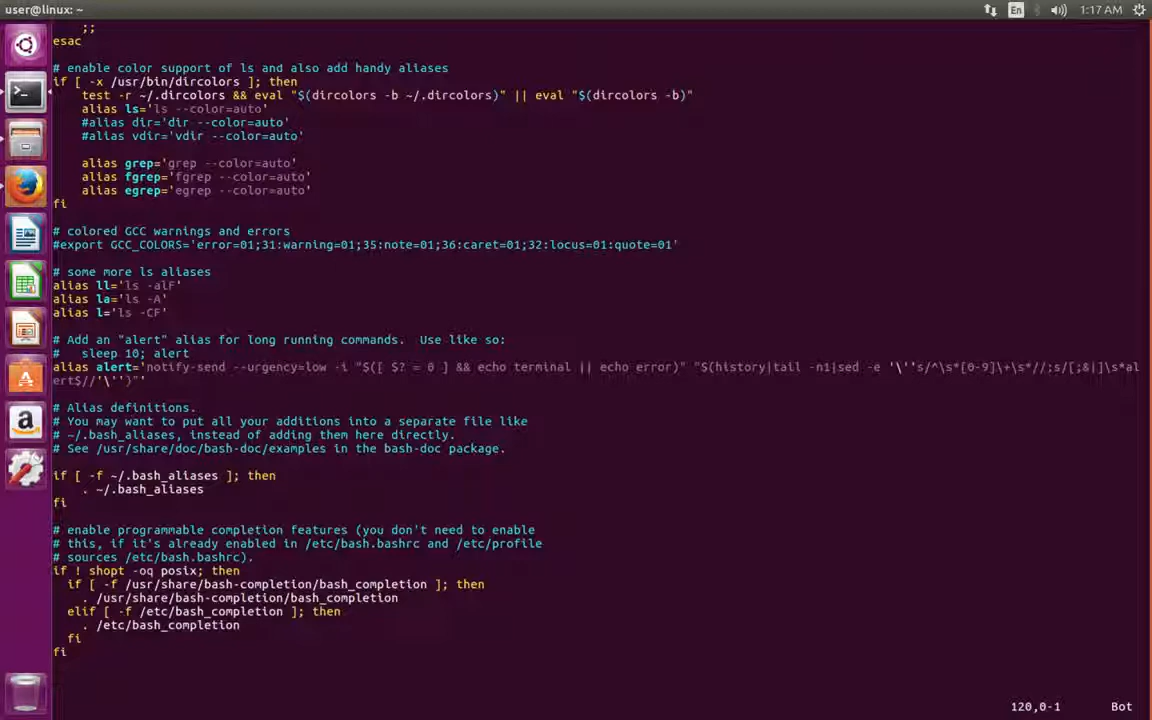 user@linux: ~
En
1:17 AM
;;
esac
# enable color support of ls and also add handy aliases
if [ -x /usr/bin/dircolors ]; then
test -r ~/.dircolors && eval "$(dircolors -b ~/.dircolors)" || eval "$(dircolors -b)"
alias ls='ls --color=auto'
#alias dir='dir --color=auto'
#alias vdir='vdir --color=auto'
alias grep='grep --color=auto'
alias fgrep='fgrep --color=auto'
alias egrep='egrep --color=auto'
fi
# colored GCC warnings and errors
#export GCC_COLORS='error=01;31:warning=01;35:note=01;36:caret=01;32:locus=01:quote=01'
# some more ls aliases
alias ll='ls -alF'
alias la='ls -A'
alias l='ls -CF'
# Add an "alert" alias for long running commands.  Use like so:
#   sleep 10; alert
alias alert='notify-send --urgency=low -i "$([ $? = 0 ] && echo terminal || echo error)" "$(history|tail -n1|sed -e '\''s/^\s*[0-9]\+\s*//;s/[;&|]\s*al
ert$//'\'')"'
# Alias definitions.
# You may want to put all your additions into a separate file like
# ~/.bash_aliases, instead of adding them here directly.
# See /usr/share/doc/bash-doc/examples in the bash-doc package.
if [ -f ~/.bash_aliases ]; then
. ~/.bash_aliases
fi
# enable programmable completion features (you don't need to enable
# this, if it's already enabled in /etc/bash.bashrc and /etc/profile
# sources /etc/bash.bashrc).
if ! shopt -oq posix; then
if [ -f /usr/share/bash-completion/bash_completion ]; then
. /usr/share/bash-completion/bash_completion
elif [ -f /etc/bash_completion ]; then
. /etc/bash_completion
fi
fi
120,0-1
Bot